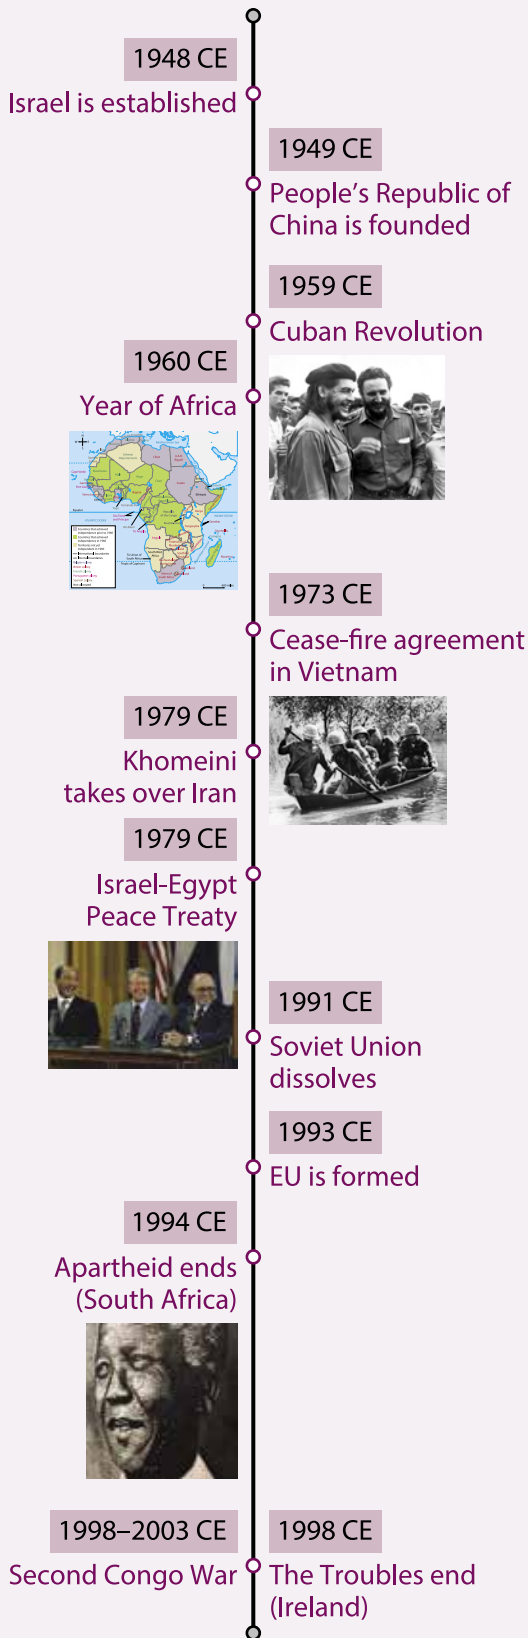 1948 CE
Israel is established
1949 CE
People’s Republic of
China is founded
1959 CE
Cuban Revolution
1960 CE
Year of Africa
1973 CE
Cease-fire agreement
in Vietnam
1979 CE
Khomeini
takes over Iran
1979 CE
Israel-Egypt
Peace Treaty
1991 CE
Soviet Union
dissolves
1993 CE
EU is formed
1994 CE
Apartheid ends
(South Africa)
1998–2003 CE
Second Congo War
1998 CE
The Troubles end
(Ireland)